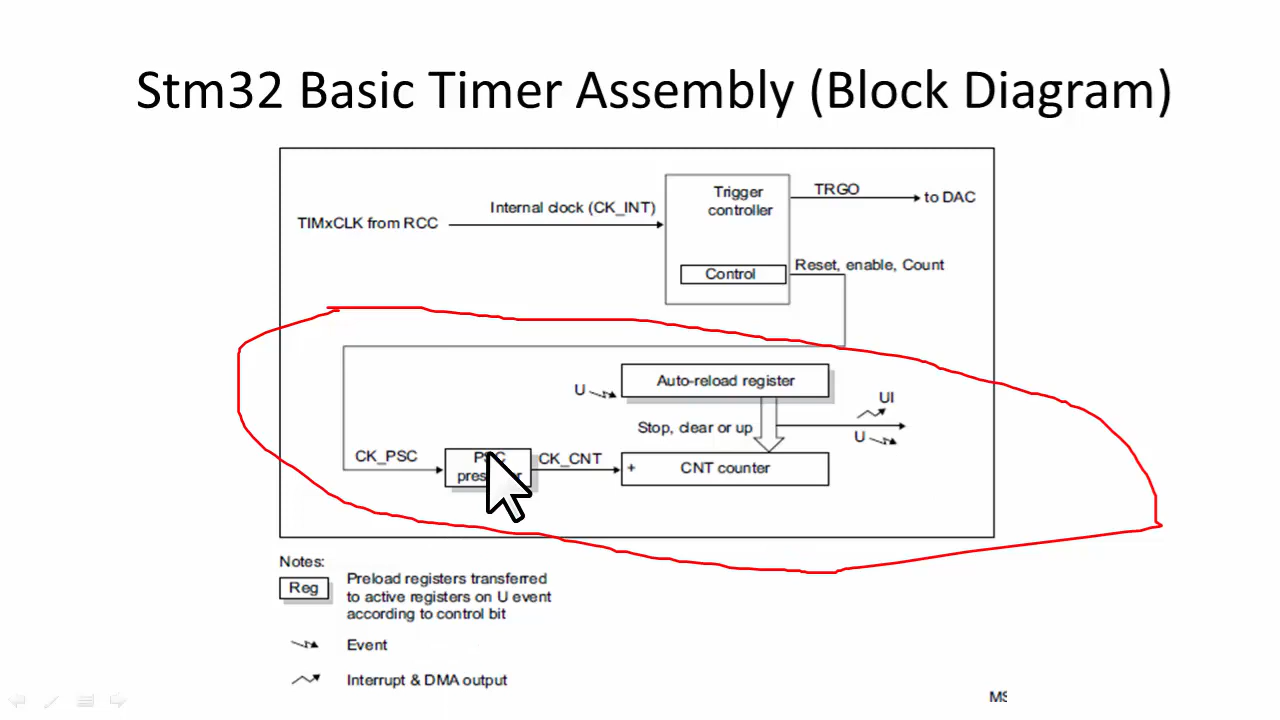 Stm32 Basic Timer Assembly (Block Diagram)
Trigger
controller
TRGO
to DAC
Internal clock (CK_INT)
TIMxCLK from RCC
Control
Reset, enable, Count
Auto-reload register
U
UI
Stop, clear or up
U
CK_PSC
PSC
CK_CNT
+
CNT counter
Notes:
Reg
Preload registers transferred
to active registers on U event
according to control bit
Event
Interrupt & DMA output